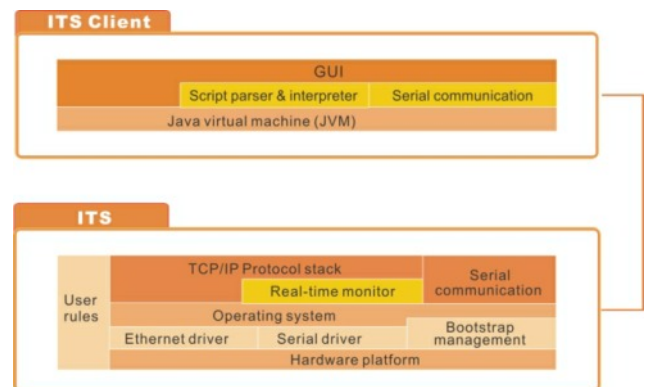 ITS Client
GUI
Script parser & interpreter
Serial communication
Java virtual machine (JVM)
ITS
User
rules
TCP/IP Protocol stack
Real-time monitor
Serial
communication
Operating system
Ethernet driver
Serial driver
Bootstrap
management
Hardware platform